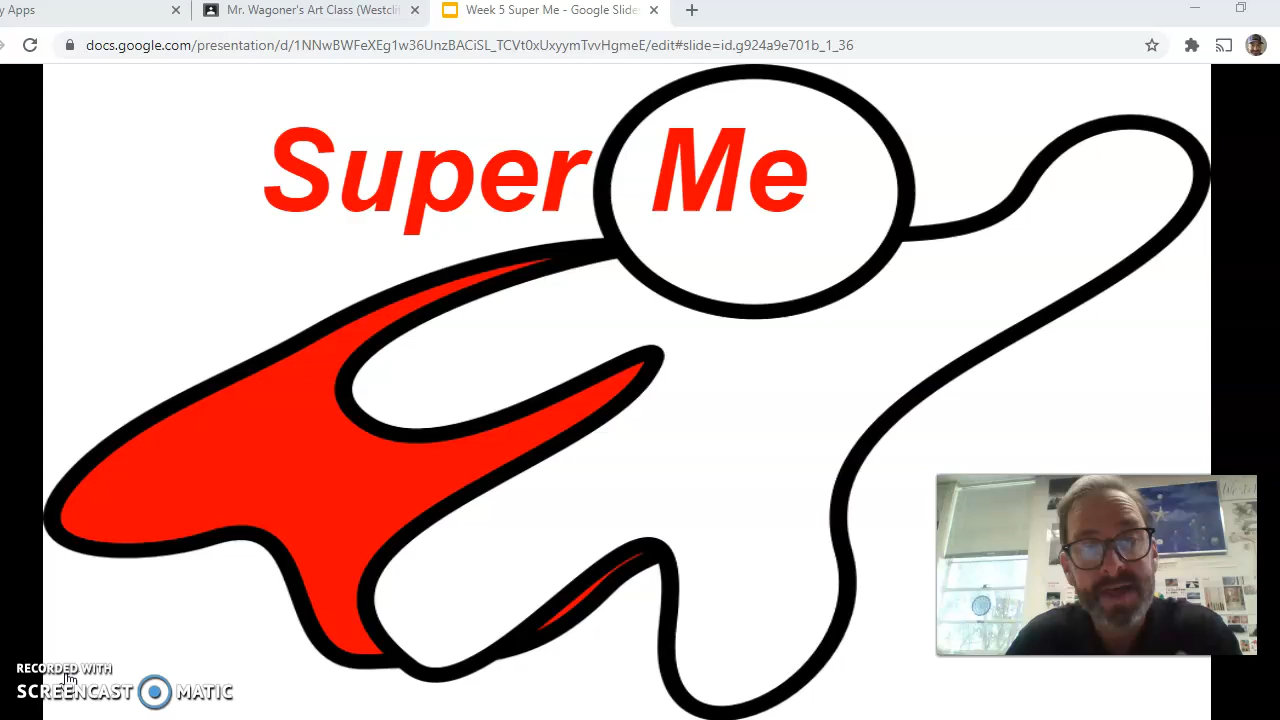 y Apps
Mr. Wagoner's Art Class (Westcli
Week 5 Super Me - Google Slide
docs.google.com/presentation/d/1NNwBWFeXEg1w36UnzBACiSL_TCVt0xUxyymTvvHgmeE/edit#slide=id.g924a9e701b_1_36
Super Me
RECORDED WITH
SCREENCAST MATIC